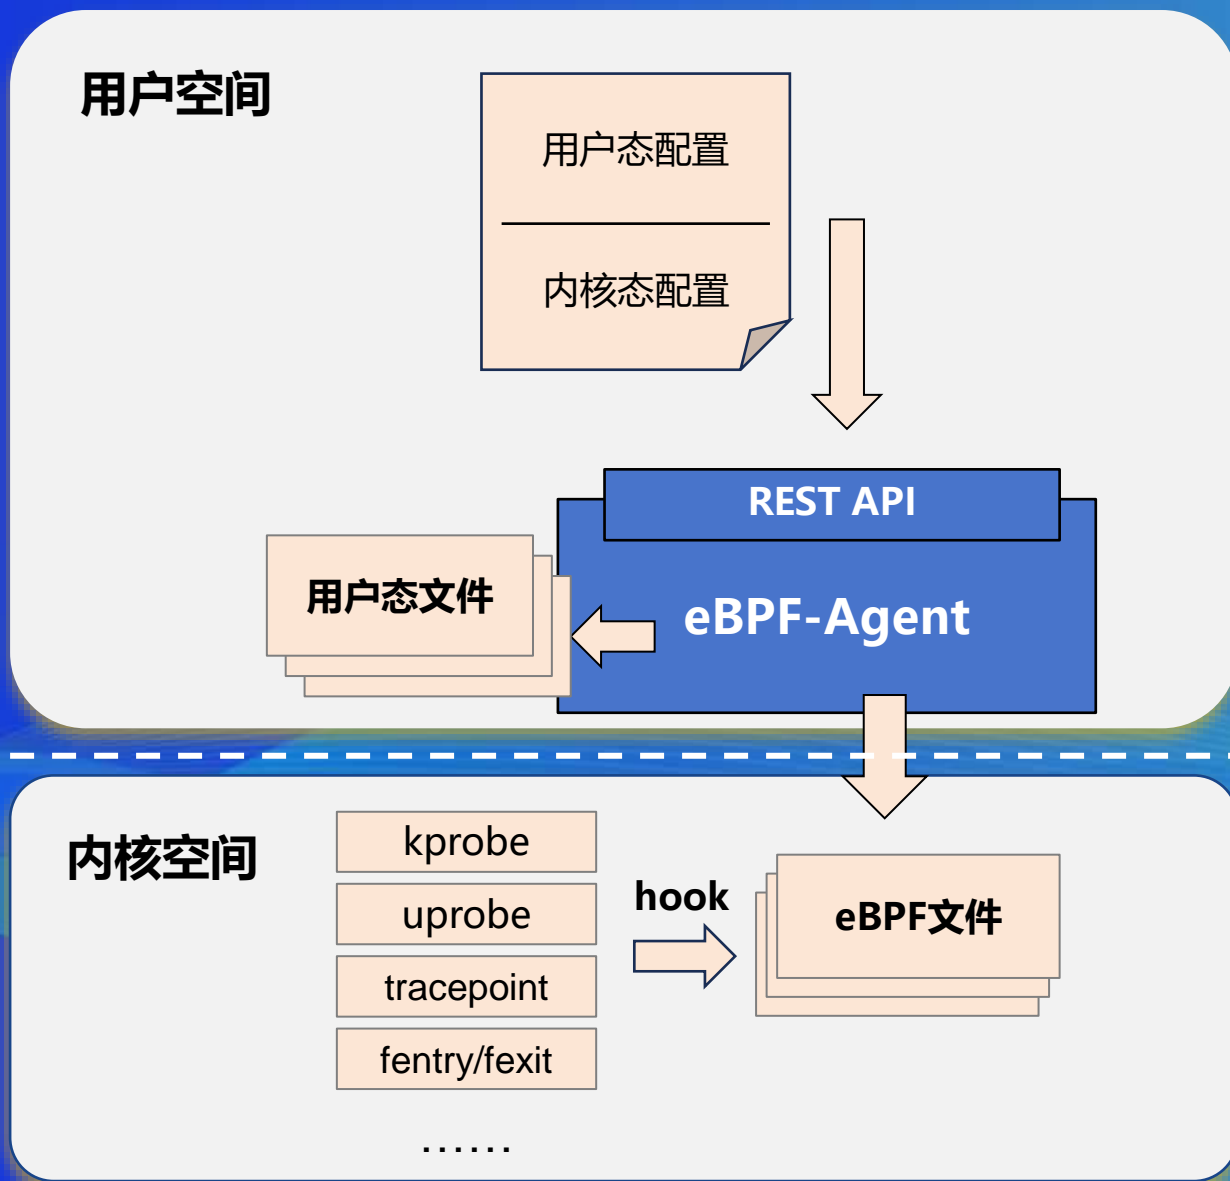 用户空间
用户态配置
内核态配置
REST API
eBPF-Agent
用户态文件
内核空间
kprobe
uprobe
tracepoint
fentry/fexit
......
hook
eBPF文件